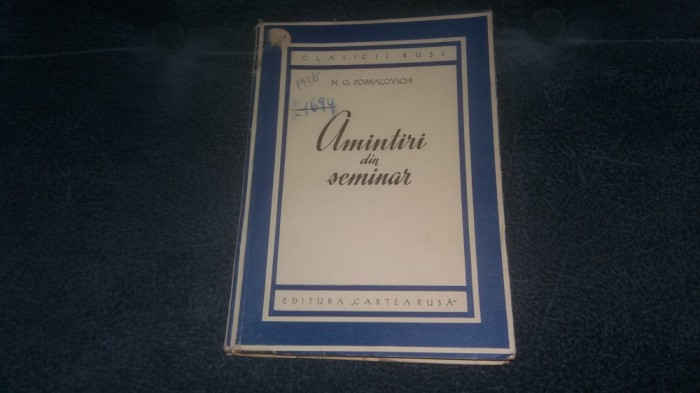 CLASICII RUȘI
N. G. POMIALOVSCHI
1694
Amintiri
din
seminar
EDITURA „CARTEA RUSĂ"